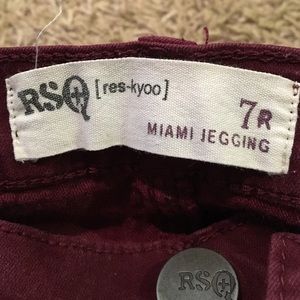 RSQ [res-kyoo]
7R
MIAMI JEGGING
RSQ